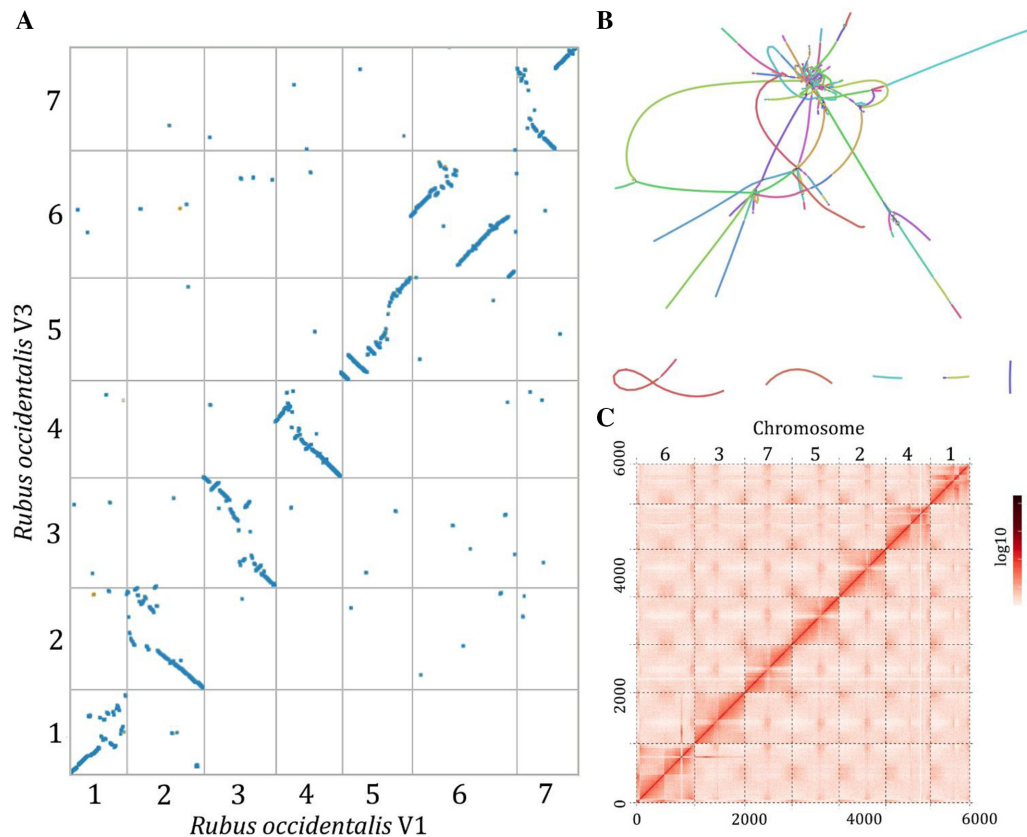 A
7
6
5
4
3
2
1
Rubus occidentalis V3
1 2 3 4 5 6 7
Rubus occidentalis V1
B
C
Chromosome
6 3 7 5 2 4 1
6000
4000
2000
0
0 2000 4000 6000
log10